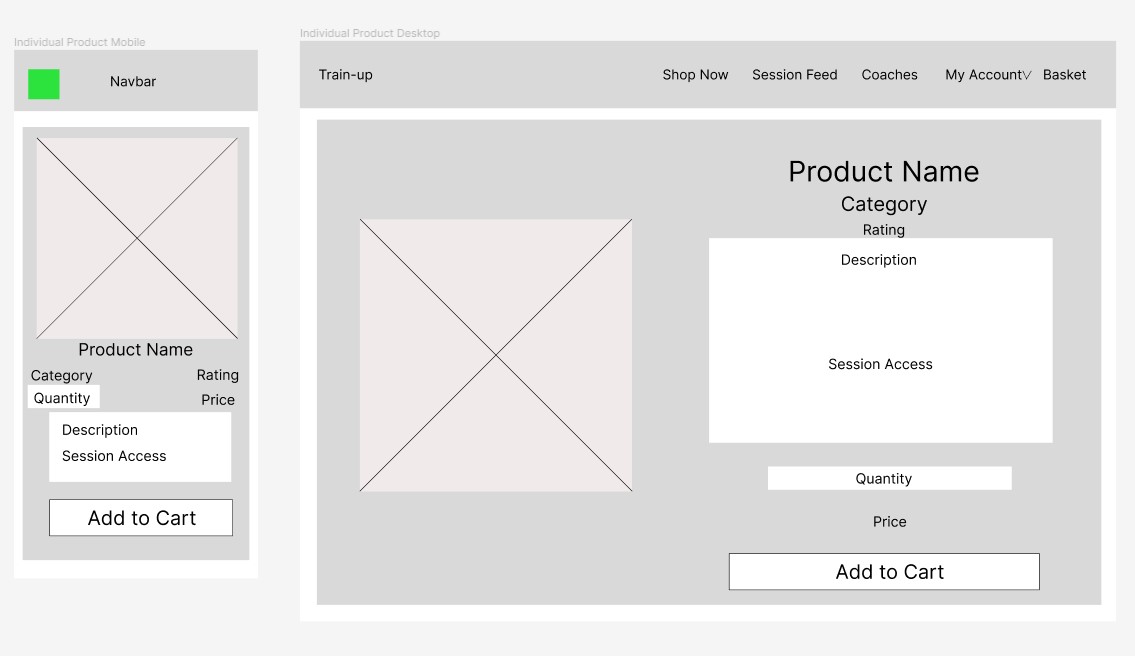 Individual Product Mobile
Navbar
Product Name
Category Rating
Quantity Price
Description
Session Access
Add to Cart
Individual Product Desktop
Train-up Shop Now Session Feed Coaches My Account Basket
Product Name
Category
Rating
Description
Session Access
Quantity
Price
Add to Cart